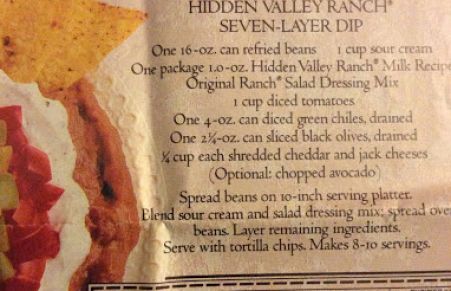 HIDDEN VALLEY RANCH®
SEVEN-LAYER DIP
One 16-oz. can refried beans 1 cup sour cream
One package 1.0-oz. Hidden Valley Ranch® Milk Recipe
Original Ranch® Salad Dressing Mix
1 cup diced tomatoes
One 4-oz. can diced green chiles, drained
One 2¼-oz. can sliced black olives, drained
¼ cup each shredded cheddar and jack cheeses
(Optional: chopped avocado)
Spread beans on 10-inch serving platter.
Blend sour cream and salad dressing mix; spread over
beans. Layer remaining ingredients.
Serve with tortilla chips. Makes 8-10 servings.